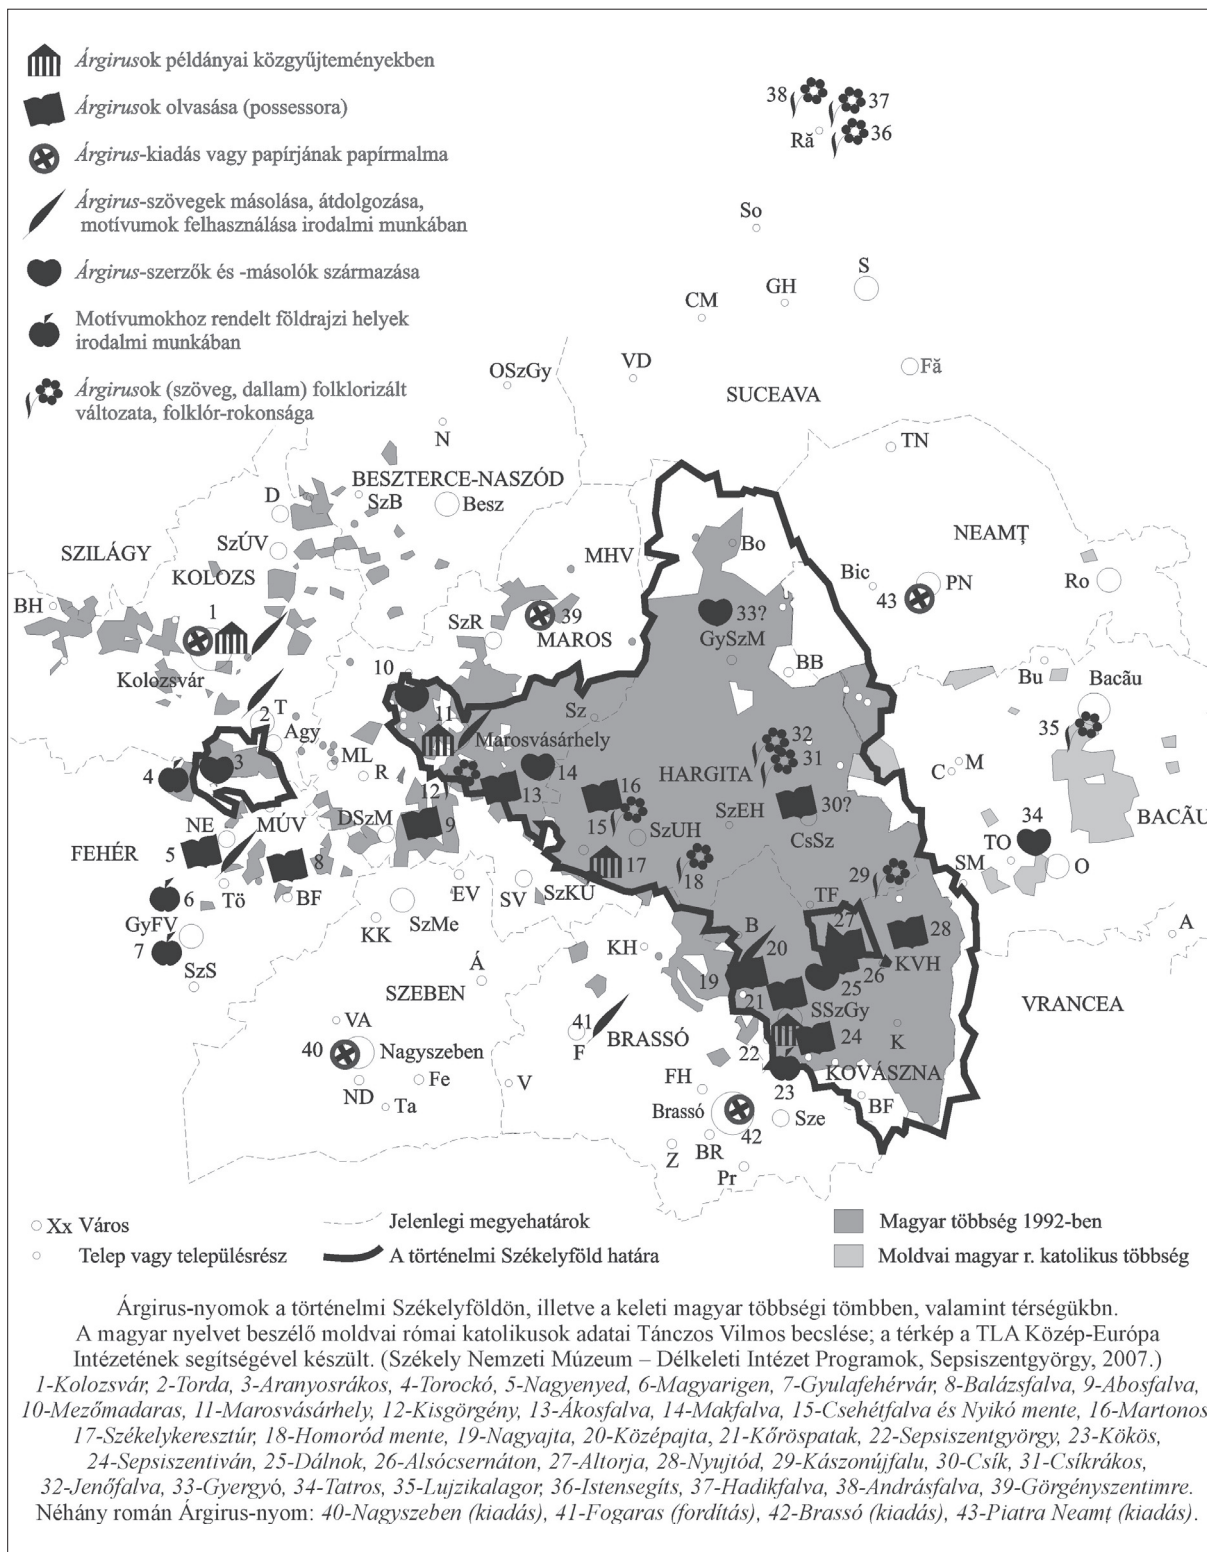 Árgirusok példányai közgyűjteményekben
Árgirusok olvasása (possessora)
Árgirus-kiadás vagy papírjának papírmalma
Árgirus-szövegek másolása, átdolgozása,
motívumok felhasználása irodalmi munkában
Árgirus-szerzők és -másolók származása
Motívumokhoz rendelt földrajzi helyek
irodalmi munkában
Árgirusok (szöveg, dallam) folklorizált
változata, folklór-rokonsága
38
37
36
Ră
So
S
GH
CM
VD
OSzGy
Fă
SUCEAVA
N
TN
BESZTERCE-NASZÓD
SzB
Besz
D
SzÚV
SZILÁGY
KOLOZS
MHV
Bo
NEAMŢ
Bic
PN
43
Ro
BH
1
Kolozsvár
SzR
39
MAROS
33?
GySzM
BB
Bu
Bacãu
35
10
11
Sz
Marosvásárhely
2
T
Agy
3
4
ML
R
12
13
14
HARGITA
32
31
C
M
16
15
SzUH
SzEH
30?
CsSz
34
BACÃU
DSzM
9
NE
MÚV
FEHÉR
5
8
17
18
TO
O
SM
29
6
Tö
BF
EV
SV
SzKÚ
TF
GyFV
7
SzS
KK
SzMe
B
20
27
28
A
KH
19
26
KVH
Á
SZEBEN
21
25
SSzGy
VRANCEA
VA
40
Nagyszeben
41
F
BRASSÓ
22
24
K
KOVÁSZNA
ND
Fe
V
FH
23
BF
Ta
Brassó
42
Sze
BR
Z
Pr
Xx Város
Jelenlegi megyehatárok
Magyar többség 1992-ben
Telep vagy településrész
A történelmi Székelyföld határa
Moldvai magyar r. katolikus többség
Árgirus-nyomok a történelmi Székelyföldön, illetve a keleti magyar többségi tömbben, valamint térségükbn.
A magyar nyelvet beszélő moldvai római katolikusok adatai Tánczos Vilmos becslése; a térkép a TLA Közép-Európa
Intézetének segítségével készült. (Székely Nemzeti Múzeum – Délkeleti Intézet Programok, Sepsiszentgyörgy, 2007.)
1-Kolozsvár, 2-Torda, 3-Aranyosrákos, 4-Torockó, 5-Nagyenyed, 6-Magyarigen, 7-Gyulafehérvár, 8-Balázsfalva, 9-Abosfalva,
10-Mezőmadaras, 11-Marosvásárhely, 12-Kisgörgény, 13-Ákosfalva, 14-Makfalva, 15-Csehétfalva és Nyikó mente, 16-Martonos
17-Székelykeresztúr, 18-Homoród mente, 19-Nagyajta, 20-Középajta, 21-Kőröspatak, 22-Sepsiszentgyörgy, 23-Kökös,
24-Sepsiszentiván, 25-Dálnok, 26-Alsócsernáton, 27-Altorja, 28-Nyujtód, 29-Kászonújfalu, 30-Csík, 31-Csíkrákos,
32-Jenőfalva, 33-Gyergyó, 34-Tatros, 35-Lujzikalagor, 36-Istensegíts, 37-Hadikfalva, 38-Andrásfalva, 39-Görgényszentimre.
Néhány román Árgirus-nyom: 40-Nagyszeben (kiadás), 41-Fogaras (fordítás), 42-Brassó (kiadás), 43-Piatra Neamţ (kiadás).